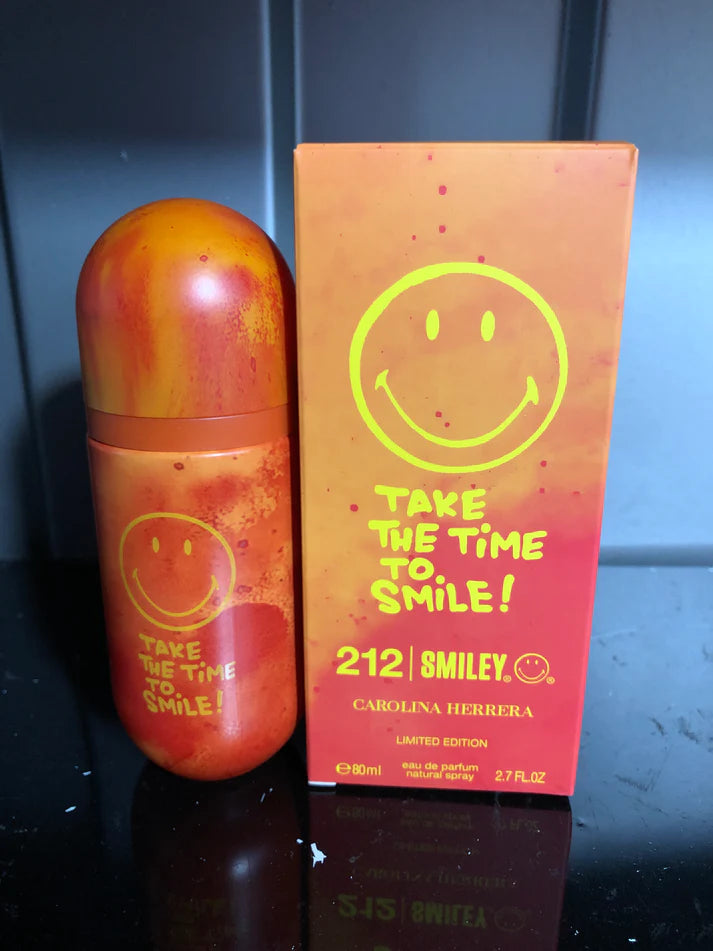 TAKE
THE TiME
TO
SMiLE!
TAKE
THE TiME
TO
SMiLE!
212 | SMILEY®
CAROLINA HERRERA
LIMITED EDITION
℮80ml eau de parfum natural spray 2.7 FL.OZ